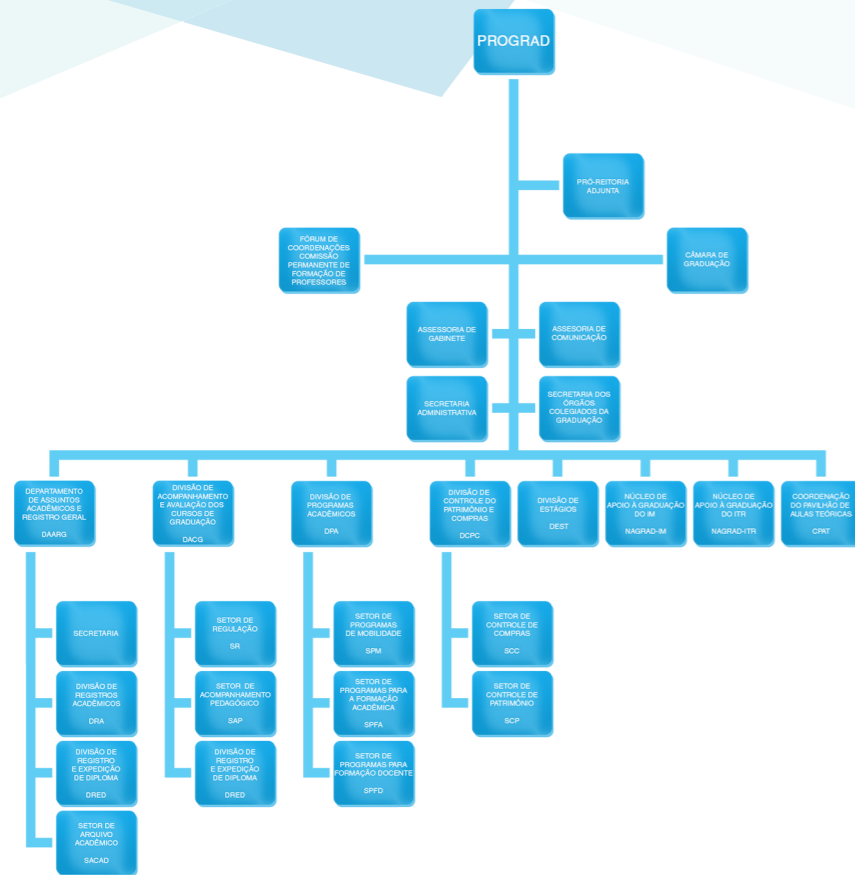 PROGRAD
PRÓ-REITORIA
ADJUNTA
FÓRUM DE
COORDENAÇÕES
COMISSÃO
PERMANENTE DE
FORMAÇÃO DE
PROFESSORES
CÂMARA DE
GRADUAÇÃO
ASSESSORIA DE
GABINETE
ASSESORIA DE
COMUNICAÇÃO
SECRETARIA
ADMINISTRATIVA
SECRETARIA DOS
ÓRGÃOS
COLEGIADOS DA
GRADUAÇÃO
DEPARTAMENTO
DE ASSUNTOS
ACADÊMICOS E
REGISTRO GERAL
DAARG
DIVISÃO DE
ACOMPANHAMENTO
E AVALIAÇÃO DOS
CURSOS DE
GRADUAÇÃO
DACG
DIVISÃO DE
PROGRAMAS
ACADÊMICOS
DPA
DIVISÃO DE
CONTROLE DO
PATRIMÔNIO E
COMPRAS
DCPC
DIVISÃO DE
ESTÁGIOS
DEST
NÚCLEO DE
APOIO À GRADUAÇÃO
DO IM
NAGRAD-IM
NÚCLEO DE
APOIO À GRADUAÇÃO
DO ITR
NAGRAD-ITR
COORDENAÇÃO
DO PAVILHÃO DE
AULAS TEÓRICAS
CPAT
SECRETARIA
DIVISÃO DE
REGISTROS
ACADÊMICOS
DRA
DIVISÃO DE
REGISTRO
E EXPEDIÇÃO
DE DIPLOMA
DRED
SETOR DE
ARQUIVO
ACADÊMICO
SACAD
SETOR DE
REGULAÇÃO
SR
SETOR DE
ACOMPANHAMENTO
PEDAGÓGICO
SAP
DIVISÃO DE
REGISTRO
E EXPEDIÇÃO
DE DIPLOMA
DRED
SETOR DE
PROGRAMAS
DE MOBILIDADE
SPM
SETOR DE
PROGRAMAS PARA
A FORMAÇÃO
ACADÊMICA
SPFA
SETOR DE
PROGRAMAS PARA
FORMAÇÃO DOCENTE
SPFD
SETOR DE
CONTROLE DE
COMPRAS
SCC
SETOR DE
CONTROLE DE
PATRIMÔNIO
SCP